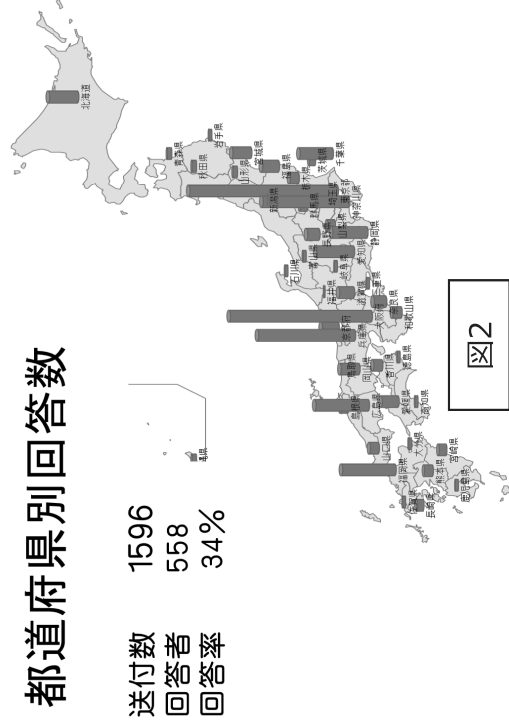 都道府県別回答数
送付数 1596
回答者 558
回答率 34%
北海道
青森県
岩手県
秋田県
宮城県
山形県
福島県
茨城県
栃木県
千葉県
群馬県
埼玉県
東京都
神奈川県
新潟県
長野県
山梨県
静岡県
富山県
石川県
岐阜県
愛知県
福井県
滋賀県
三重県
京都府
大阪府
奈良県
和歌山県
兵庫県
鳥取県
岡山県
香川県
徳島県
島根県
広島県
愛媛県
高知県
山口県
福岡県
大分県
佐賀県
長崎県
熊本県
宮崎県
鹿児島県
図2